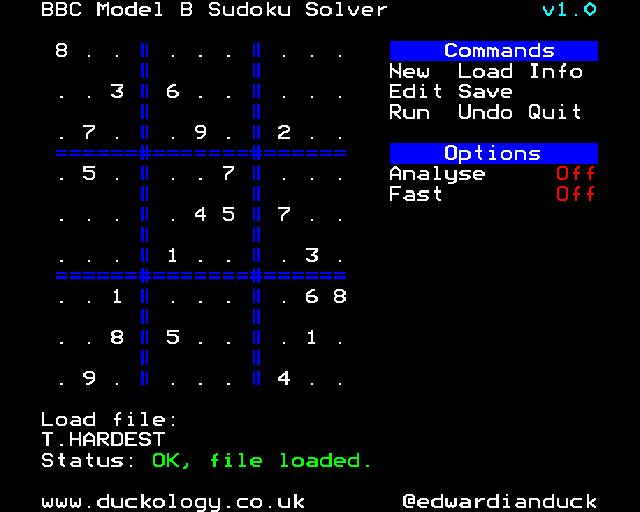 BBC Model B Sudoku Solver v1.0
8 . . . . . . . . Commands
New Load Info
. . 3 6 . . . . . Edit Save
Run Undo Quit
. 7 . . 9 . 2 . .
Options
. 5 . . . 7 . . . Analyse Off
Fast Off
. . . . 4 5 7 . .
. . . 1 . . . 3 .
. . 1 . . . . 6 8
. . 8 5 . . . 1 .
. 9 . . . . 4 . .
Load file:
T.HARDEST
Status: OK, file loaded.
www.duckology.co.uk @edwardianduck